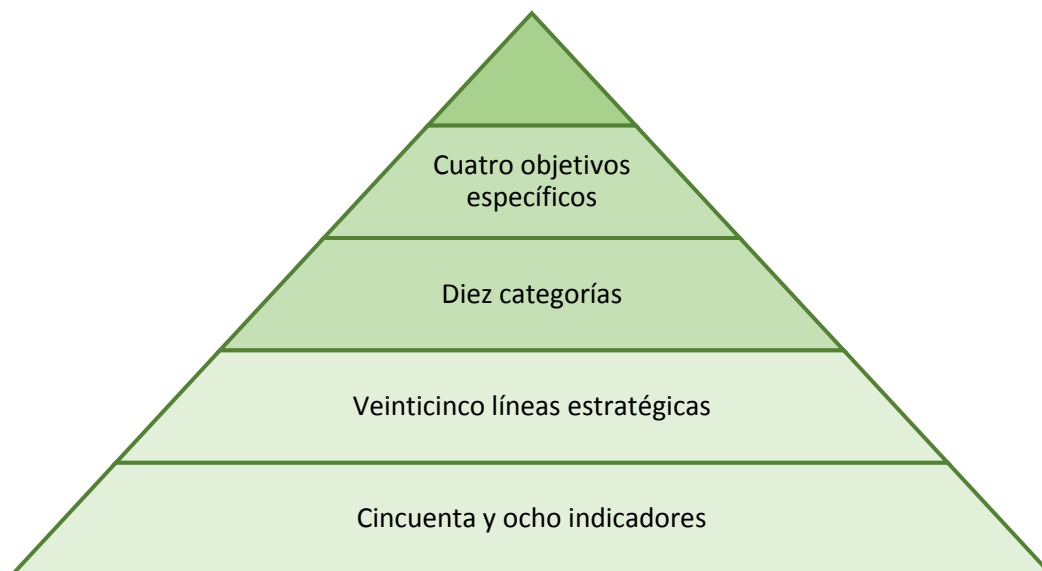 Cuatro objetivos
específicos
Diez categorías
Veinticinco líneas estratégicas
Cincuenta y ocho indicadores